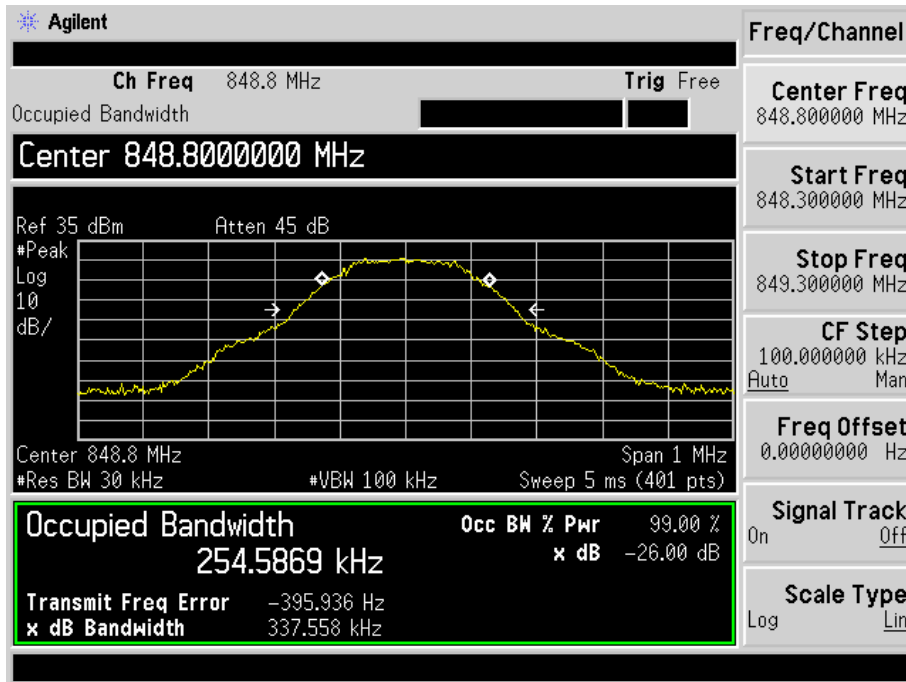 Agilent
Ch Freq 848.8 MHz Trig Free
Occupied Bandwidth
Center 848.8000000 MHz
Ref 35 dBm Atten 45 dB
#Peak
Log
10
dB/
Center 848.8 MHz Span 1 MHz
#Res BW 30 kHz #VBW 100 kHz Sweep 5 ms (401 pts)
Occupied Bandwidth
254.5869 kHz
Occ BW % Pwr 99.00 %
x dB -26.00 dB
Transmit Freq Error -395.936 Hz
x dB Bandwidth 337.558 kHz
Freq/Channel
Center Freq
848.800000 MHz
Start Freq
848.300000 MHz
Stop Freq
849.300000 MHz
CF Step
100.000000 kHz
Auto Man
Freq Offset
0.00000000 Hz
Signal Track
On Off
Scale Type
Log Lin